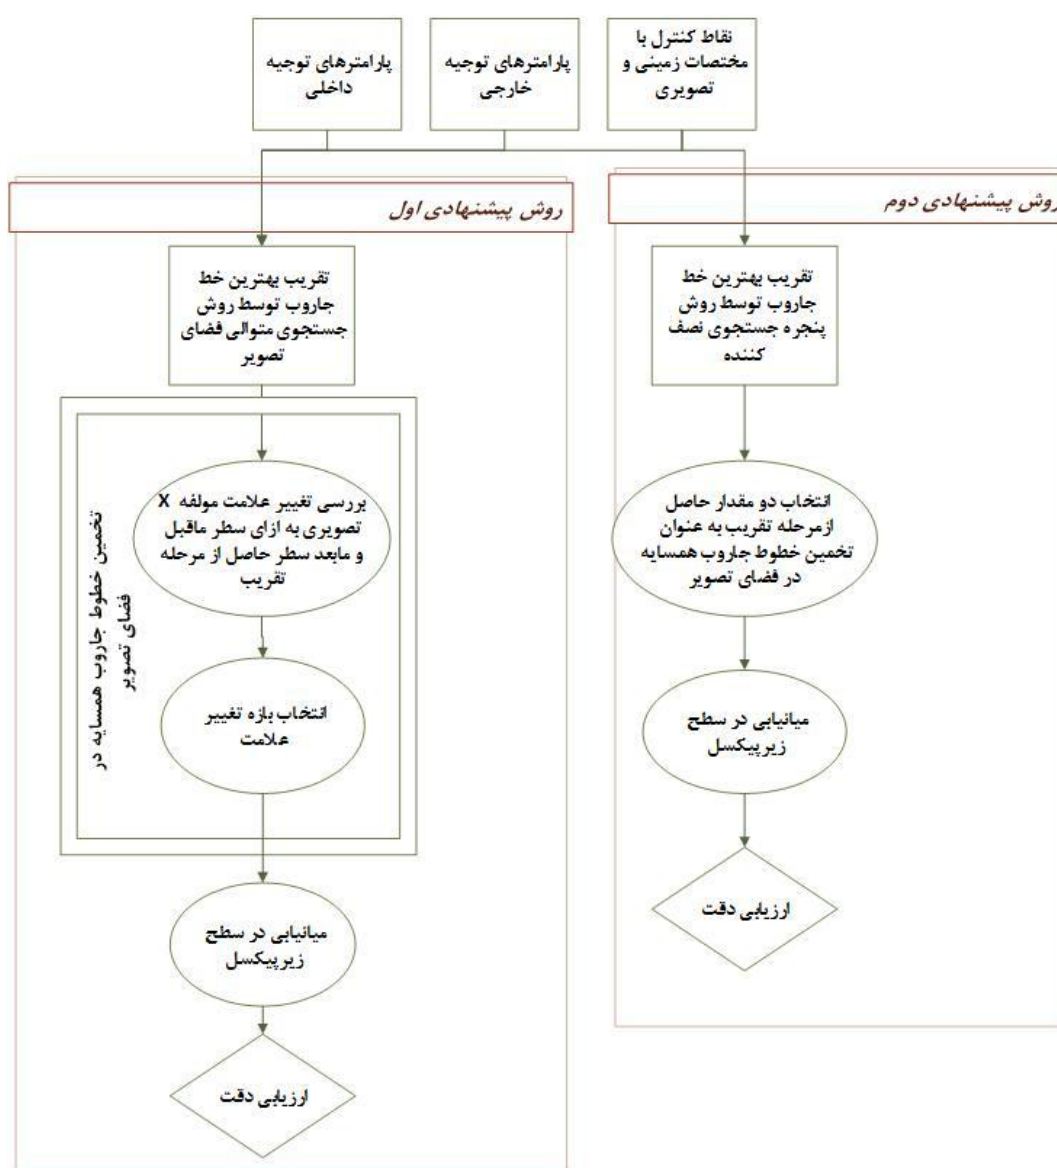 نقاط کنترل با
مختصات زمینی و
تصویری
پارامترهای توجیه
خارجی
پارامترهای توجیه
داخلی
روش پیشنهادی دوم
تقریب بهترین خط
جاروب توسط روش
پنجره جستجوی نصف
کننده
انتخاب دو مقدار حاصل
ازمرحله تقریب به عنوان
تخمین خطوط جاروب همسایه
در فضای تصویر
میانیابی در سطح
زیرپیکسل
ارزیابی دقت
روش پیشنهادی اول
تقریب بهترین خط
جاروب توسط روش
جستجوی متوالی فضای
تصویر
تخمین خطوط جاروب همسایه در
فضای تصویر
بررسی تغییر علامت مولفه X
تصویری به ازای سطر ماقبل
و مابعد سطر حاصل از مرحله
تقریب
انتخاب بازه تغییر
علامت
میانیابی در سطح
زیرپیکسل
ارزیابی دقت